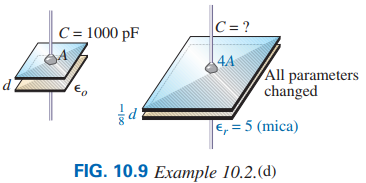 C = 1000 pF
A
d
ϵₒ
C = ?
4A
All parameters
changed
1/8 d
ϵᵣ = 5 (mica)
FIG. 10.9 Example 10.2.(d)